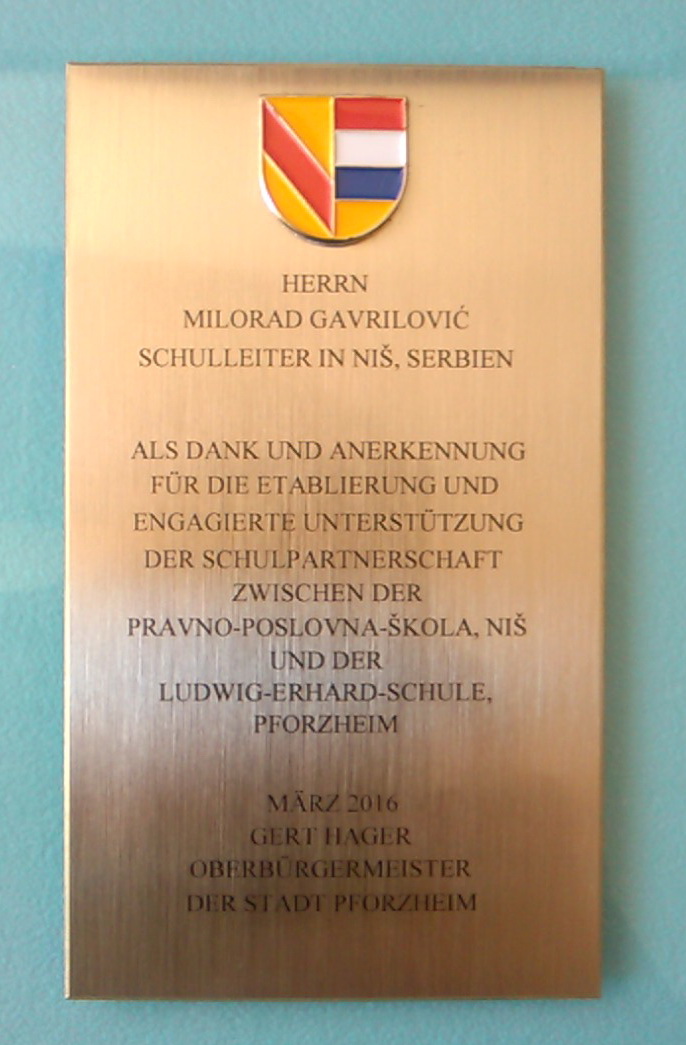 HERRN
MILORAD GAVRILOVIĆ
SCHULLEITER IN NIŠ, SERBIEN
ALS DANK UND ANERKENNUNG
FÜR DIE ETABLIERUNG UND
ENGAGIERTE UNTERSTÜTZUNG
DER SCHULPARTNERSCHAFT
ZWISCHEN DER
PRAVNO-POSLOVNA-ŠKOLA, NIŠ
UND DER
LUDWIG-ERHARD-SCHULE,
PFORZHEIM
MÄRZ 2016
GERT HAGER
OBERBÜRGERMEISTER
DER STADT PFORZHEIM